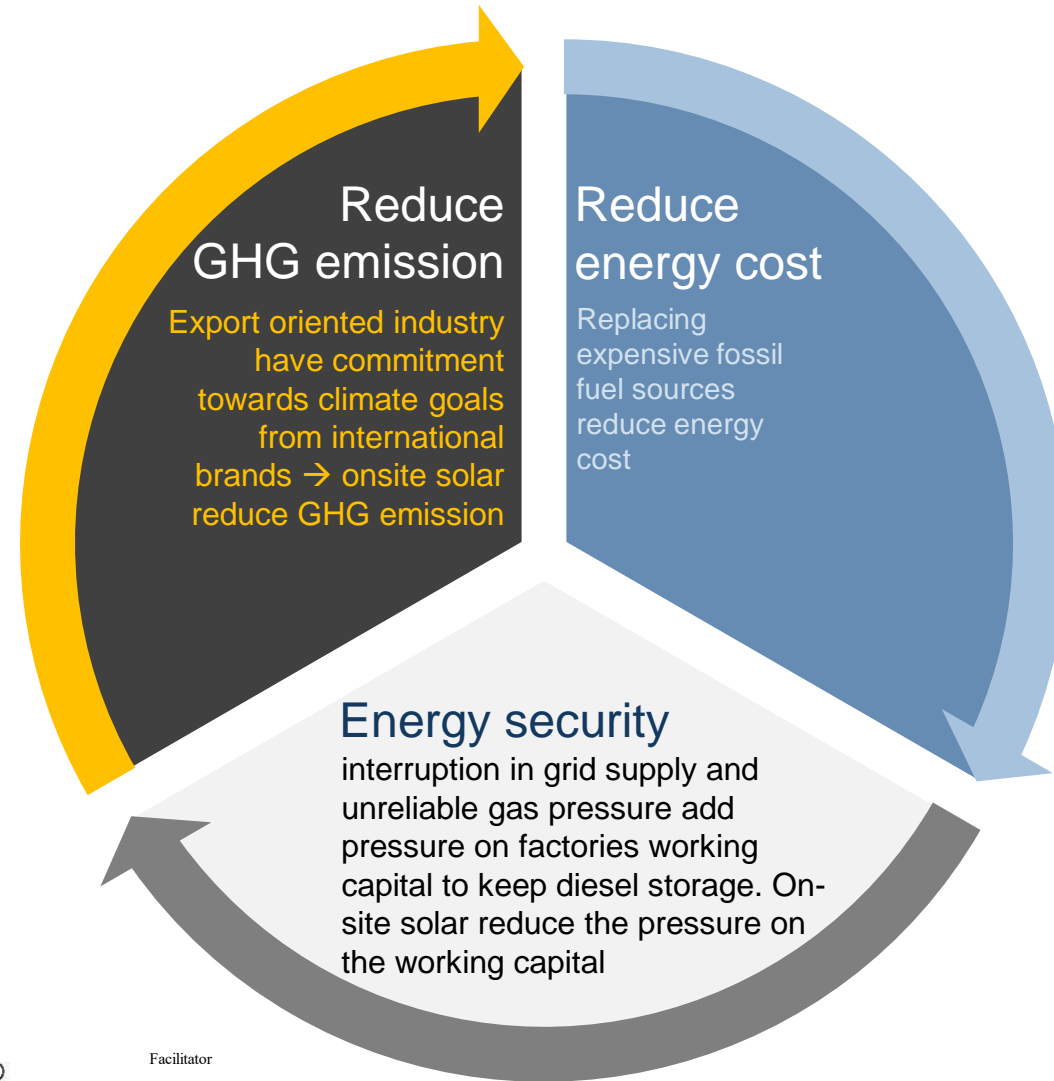 Reduce
GHG emission
Export oriented industry
have commitment
towards climate goals
from international
brands → onsite solar
reduce GHG emission
Reduce
energy cost
Replacing
expensive fossil
fuel sources
reduce energy
cost
Energy security
interruption in grid supply and
unreliable gas pressure add
pressure on factories working
capital to keep diesel storage. On-
site solar reduce the pressure on
the working capital
Facilitator